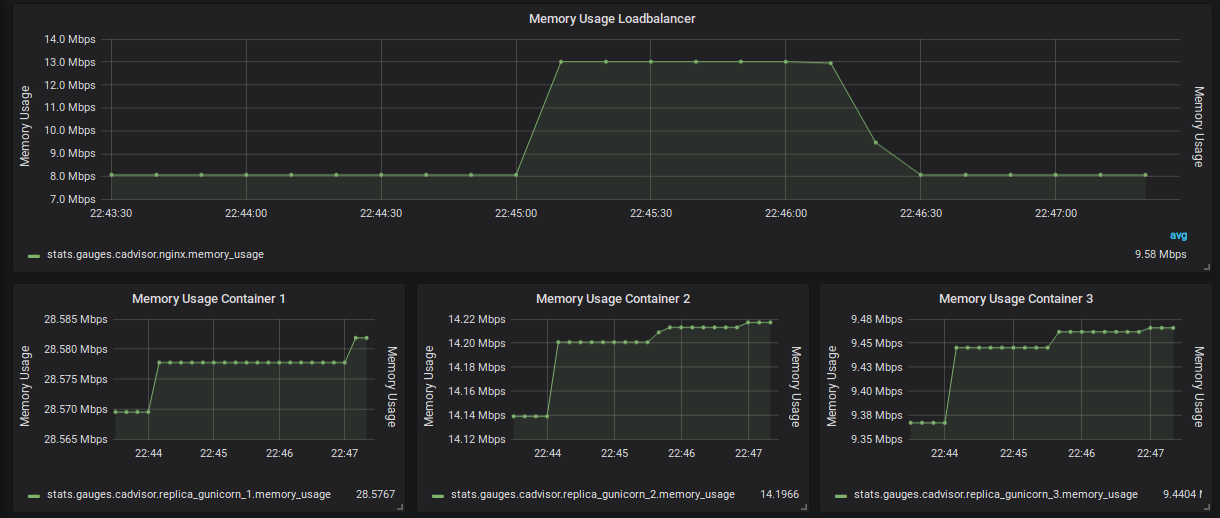 Memory Usage Loadbalancer
14.0 Mbps
13.0 Mbps
12.0 Mbps
11.0 Mbps
10.0 Mbps
9.0 Mbps
8.0 Mbps
7.0 Mbps
Memory Usage
Memory Usage
22:43:30 22:44:00 22:44:30 22:45:00 22:45:30 22:46:00 22:46:30 22:47:00
avg
stats.gauges.cadvisor.nginx.memory_usage 9.58 Mbps
Memory Usage Container 1
28.585 Mbps
28.580 Mbps
28.575 Mbps
28.570 Mbps
28.565 Mbps
Memory Usage
Memory Usage
22:44 22:45 22:46 22:47
stats.gauges.cadvisor.replica_gunicorn_1.memory_usage 28.5767
Memory Usage Container 2
14.22 Mbps
14.20 Mbps
14.18 Mbps
14.16 Mbps
14.14 Mbps
14.12 Mbps
Memory Usage
Memory Usage
22:44 22:45 22:46 22:47
stats.gauges.cadvisor.replica_gunicorn_2.memory_usage 14.1966
Memory Usage Container 3
9.48 Mbps
9.45 Mbps
9.43 Mbps
9.40 Mbps
9.38 Mbps
9.35 Mbps
Memory Usage
Memory Usage
22:44 22:45 22:46 22:47
stats.gauges.cadvisor.replica_gunicorn_3.memory_usage 9.4404